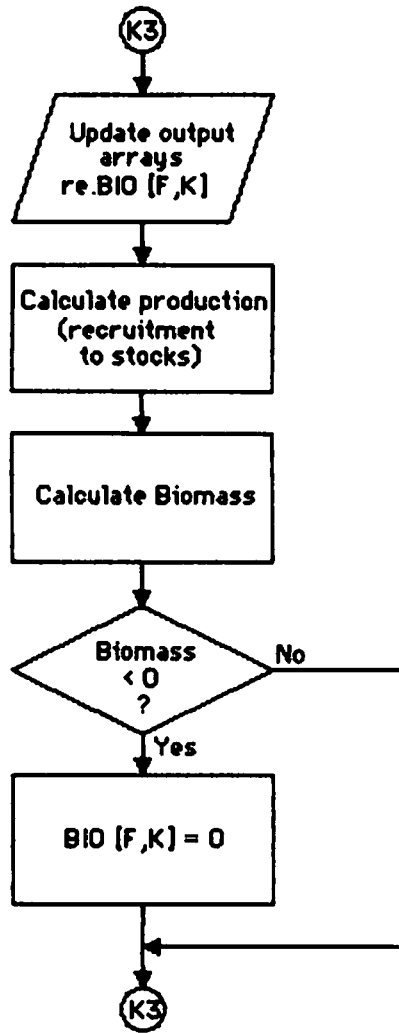 K3
Update output
arrays
re.BIO [F,K]
Calculate production
(recruitment
to stocks)
Calculate Biomass
Biomass
< 0
?
No
Yes
BIO [F,K] = 0
K3